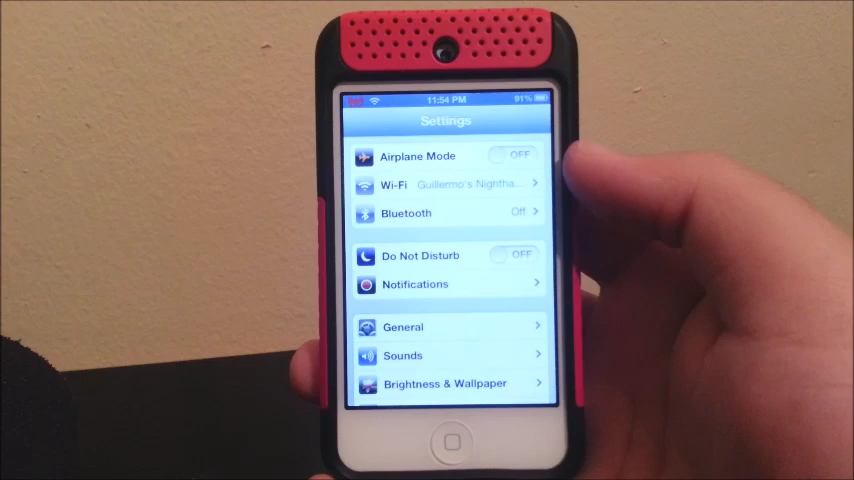 11:54 PM 91%
Settings
Airplane Mode OFF
Wi-Fi Guillermo's Nightha...
Bluetooth Off
Do Not Disturb OFF
Notifications
General
Sounds
Brightness & Wallpaper